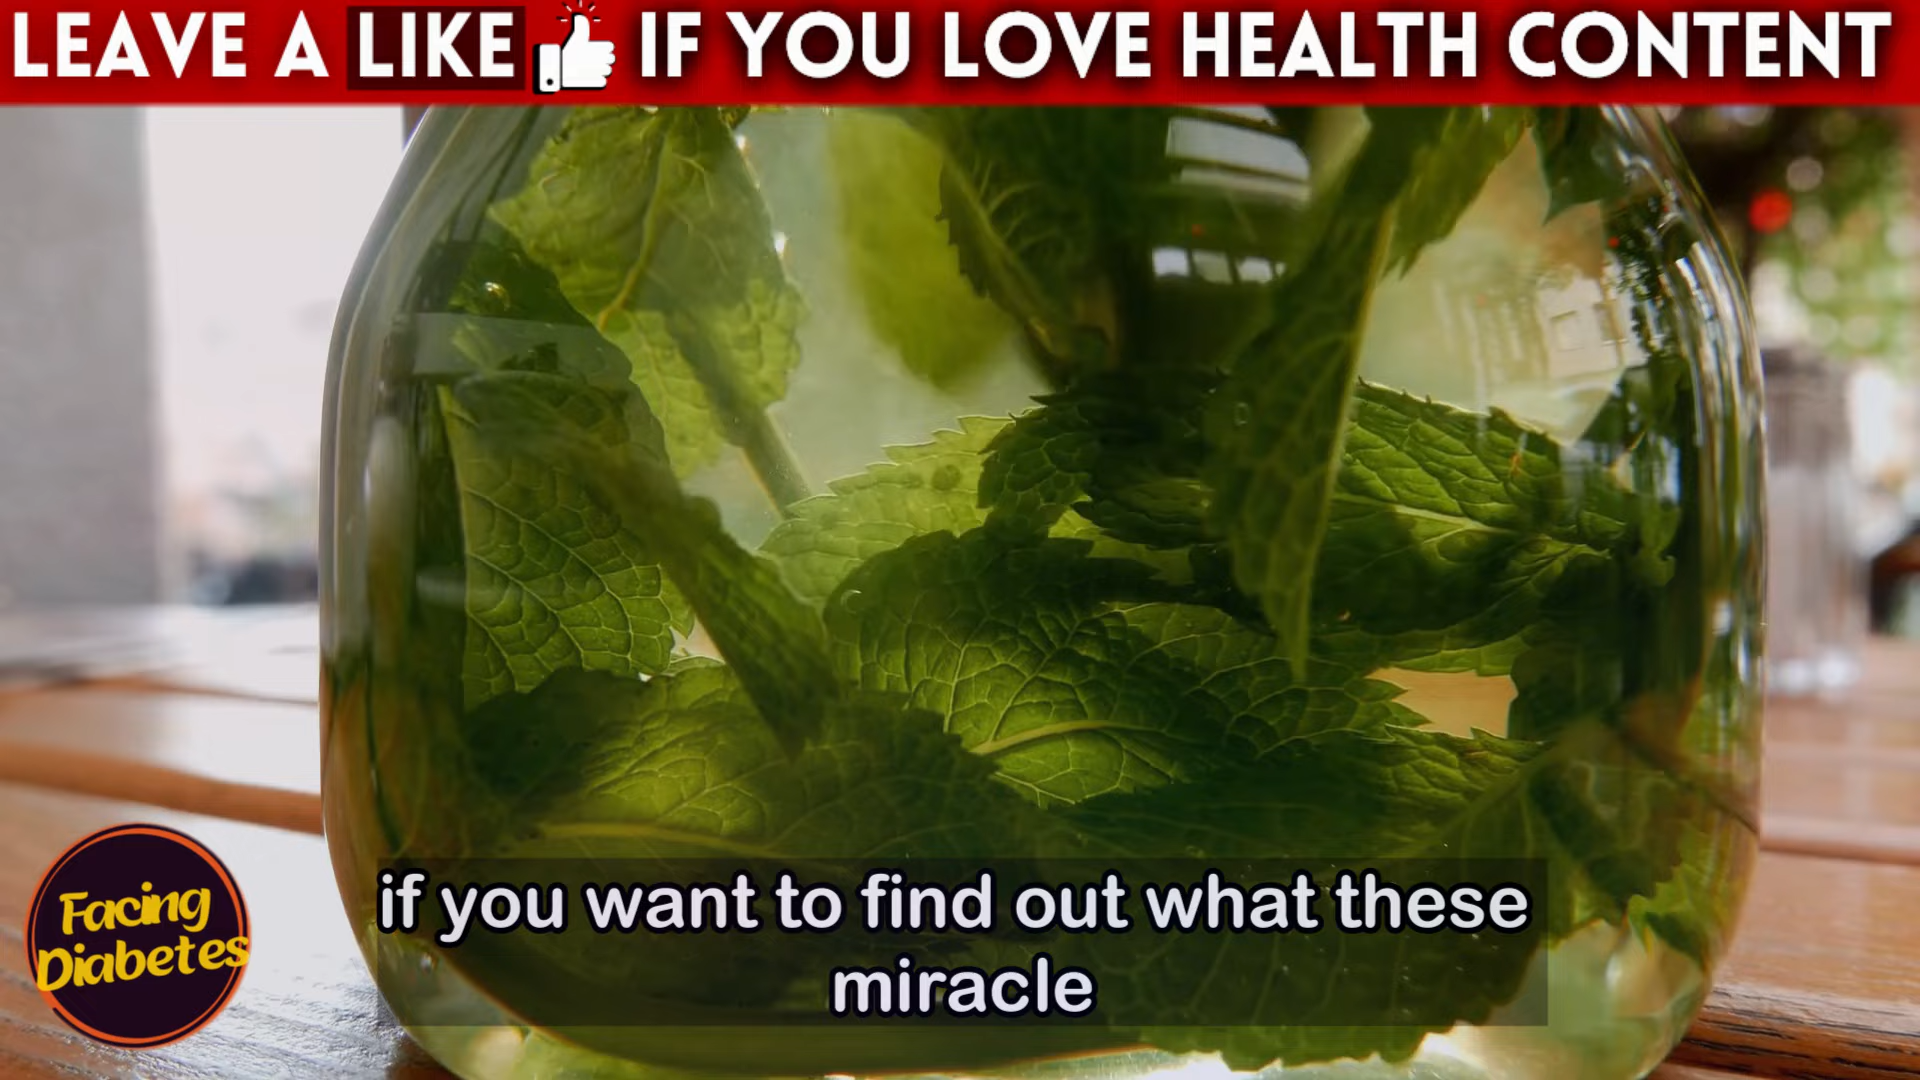 LEAVE A LIKE IF YOU LOVE HEALTH CONTENT
if you want to find out what these
miracle
Facing
Diabetes